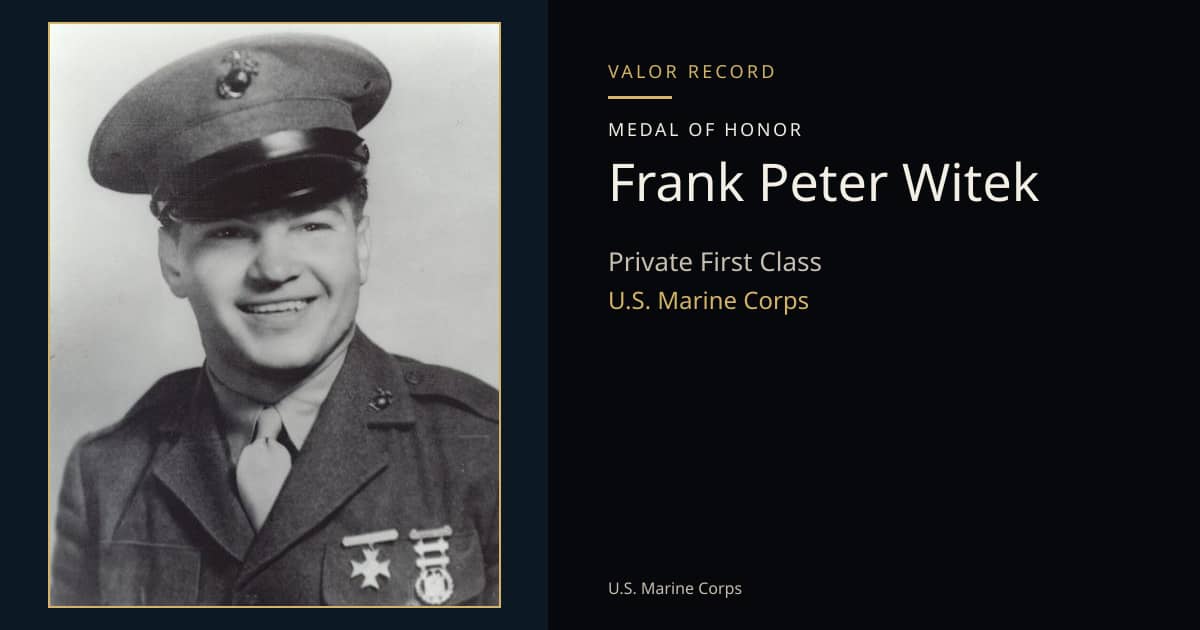 VALOR RECORD
MEDAL OF HONOR
Frank Peter Witek
Private First Class
U.S. Marine Corps
U.S. Marine Corps